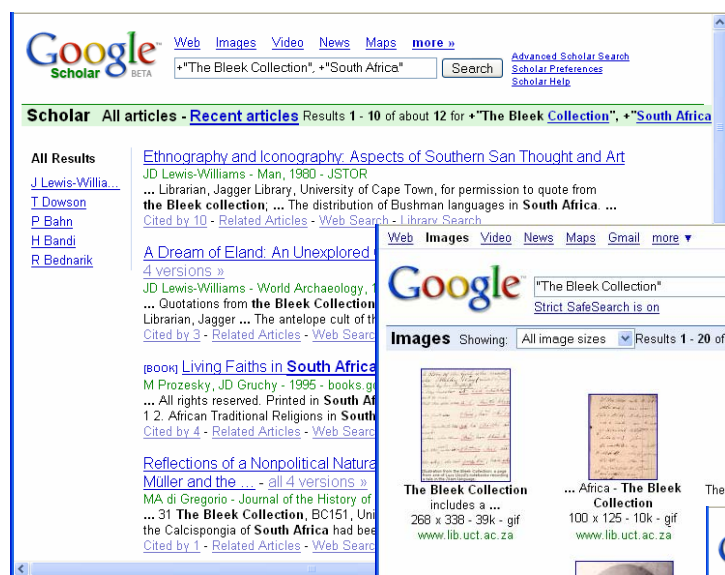 Google™
Scholar BETA
Web Images Video News Maps more »
+"The Bleek Collection", +"South Africa"
Search
Advanced Scholar Search
Scholar Preferences
Scholar Help
Scholar All articles - Recent articles Results 1 - 10 of about 12 for +"The Bleek Collection", +"South Africa
All Results
J Lewis-Willia...
T Dowson
P Bahn
H Bandi
R Bednarik
Ethnography and Iconography: Aspects of Southern San Thought and Art
JD Lewis-Williams - Man, 1980 - JSTOR
... Librarian, Jagger Library, University of Cape Town, for permission to quote from
the Bleek collection; ... The distribution of Bushman languages in South Africa. ...
Cited by 10 - Related Articles - Web Search - Library Search
A Dream of Eland: An Unexplored
4 versions »
JD Lewis-Williams - World Archaeology, 1
... Quotations from the Bleek Collection
Librarian, Jagger ... The antelope cult of th
Cited by 3 - Related Articles - Web Searc
[BOOK] Living Faiths in South Africa
M Prozesky, JD Gruchy - 1995 - books.go
... All rights reserved. Printed in South Af
1 2. African Traditional Religions in South
Cited by 4 - Related Articles - Web Searc
Reflections of a Nonpolitical Natura
Müller and the ... - all 4 versions »
MA di Gregorio - Journal of the History of
... 31 The Bleek Collection, BC151, Uni
the Calcispongia of South Africa had bee
Cited by 1 - Related Articles - Web Searc
Web Images Video News Maps Gmail more ▼
Google™
"The Bleek Collection"
Strict SafeSearch is on
Images Showing: All image sizes Results 1 - 20 of
The Bleek Collection
includes a ...
268 x 338 - 39k - gif
www.lib.uct.ac.za
... Africa - The Bleek
Collection
100 x 125 - 10k - gif
www.lib.uct.ac.za
The